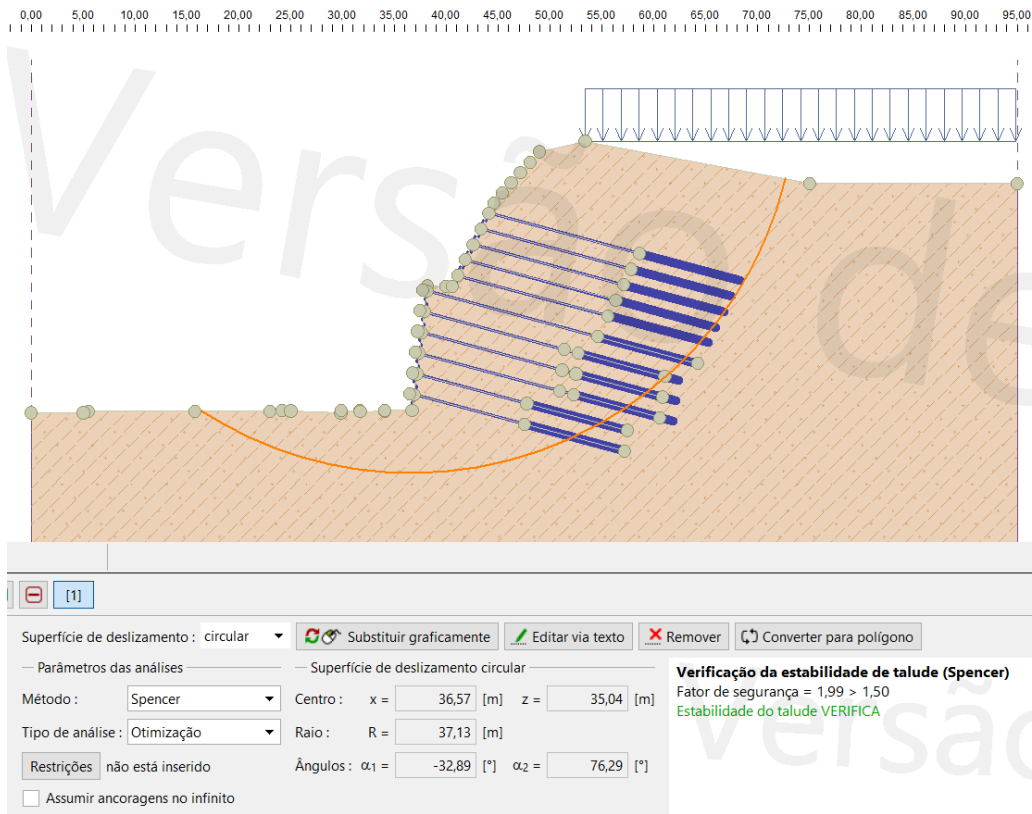 0,00 5,00 10,00 15,00 20,00 25,00 30,00 35,00 40,00 45,00 50,00 55,00 60,00 65,00 70,00 75,00 80,00 85,00 90,00 95,00
Versão de
[1]
Superfície de deslizamento : circular Substituir graficamente Editar via texto Remover Converter para polígono
Parâmetros das análises Superfície de deslizamento circular Verificação da estabilidade de talude (Spencer)
Método : Spencer Centro : x = 36,57 [m] z = 35,04 [m] Fator de segurança = 1,99 > 1,50
Estabilidade do talude VERIFICA
Tipo de análise : Otimização Raio : R = 37,13 [m]
Restrições não está inserido Ângulos : α1 = -32,89 [°] α2 = 76,29 [°]
Assumir ancoragens no infinito
Versão